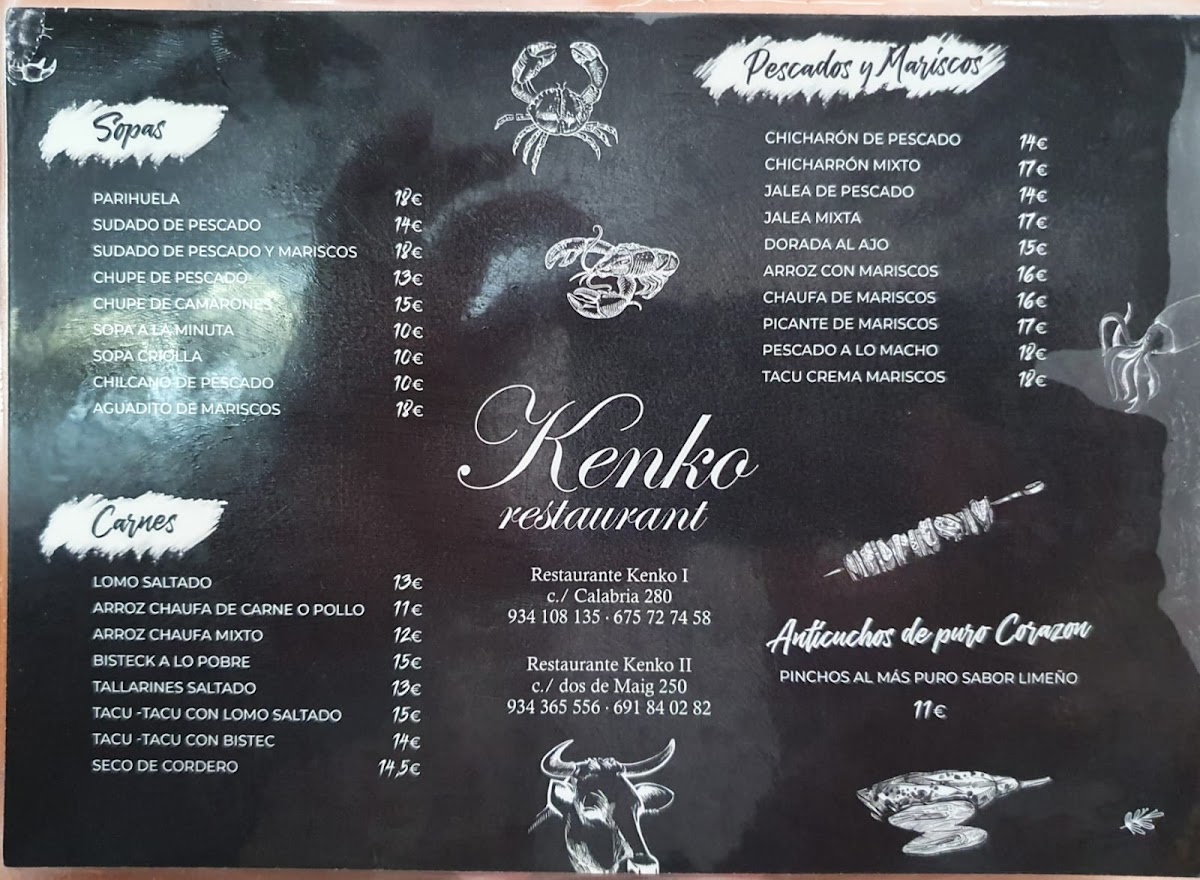 Sopas
PARIHUELA 18€
SUDADO DE PESCADO 14€
SUDADO DE PESCADO Y MARISCOS 18€
CHUPE DE PESCADO 13€
CHUPE DE CAMARONES 15€
SOPA A LA MINUTA 10€
SOPA CRIOLLA 10€
CHILCANO DE PESCADO 10€
AGUADITO DE MARISCOS 18€
Carnes
LOMO SALTADO 13€
ARROZ CHAUFA DE CARNE O POLLO 11€
ARROZ CHAUFA MIXTO 12€
BISTECK A LO POBRE 15€
TALLARINES SALTADO 13€
TACU -TACU CON LOMO SALTADO 15€
TACU -TACU CON BISTEC 14€
SECO DE CORDERO 14,5€
Kenko
restaurant
Restaurante Kenko I
c./ Calabria 280
934 108 135 · 675 72 74 58
Restaurante Kenko II
c./ dos de Maig 250
934 365 556 · 691 84 02 82
Pescados y Mariscos
CHICHARÓN DE PESCADO 14€
CHICHARRÓN MIXTO 17€
JALEA DE PESCADO 14€
JALEA MIXTA 17€
DORADA AL AJO 15€
ARROZ CON MARISCOS 16€
CHAUFA DE MARISCOS 16€
PICANTE DE MARISCOS 17€
PESCADO A LO MACHO 18€
TACU CREMA MARISCOS 18€
Anticuchos de puro Corazon
PINCHOS AL MÁS PURO SABOR LIMEÑO
11€